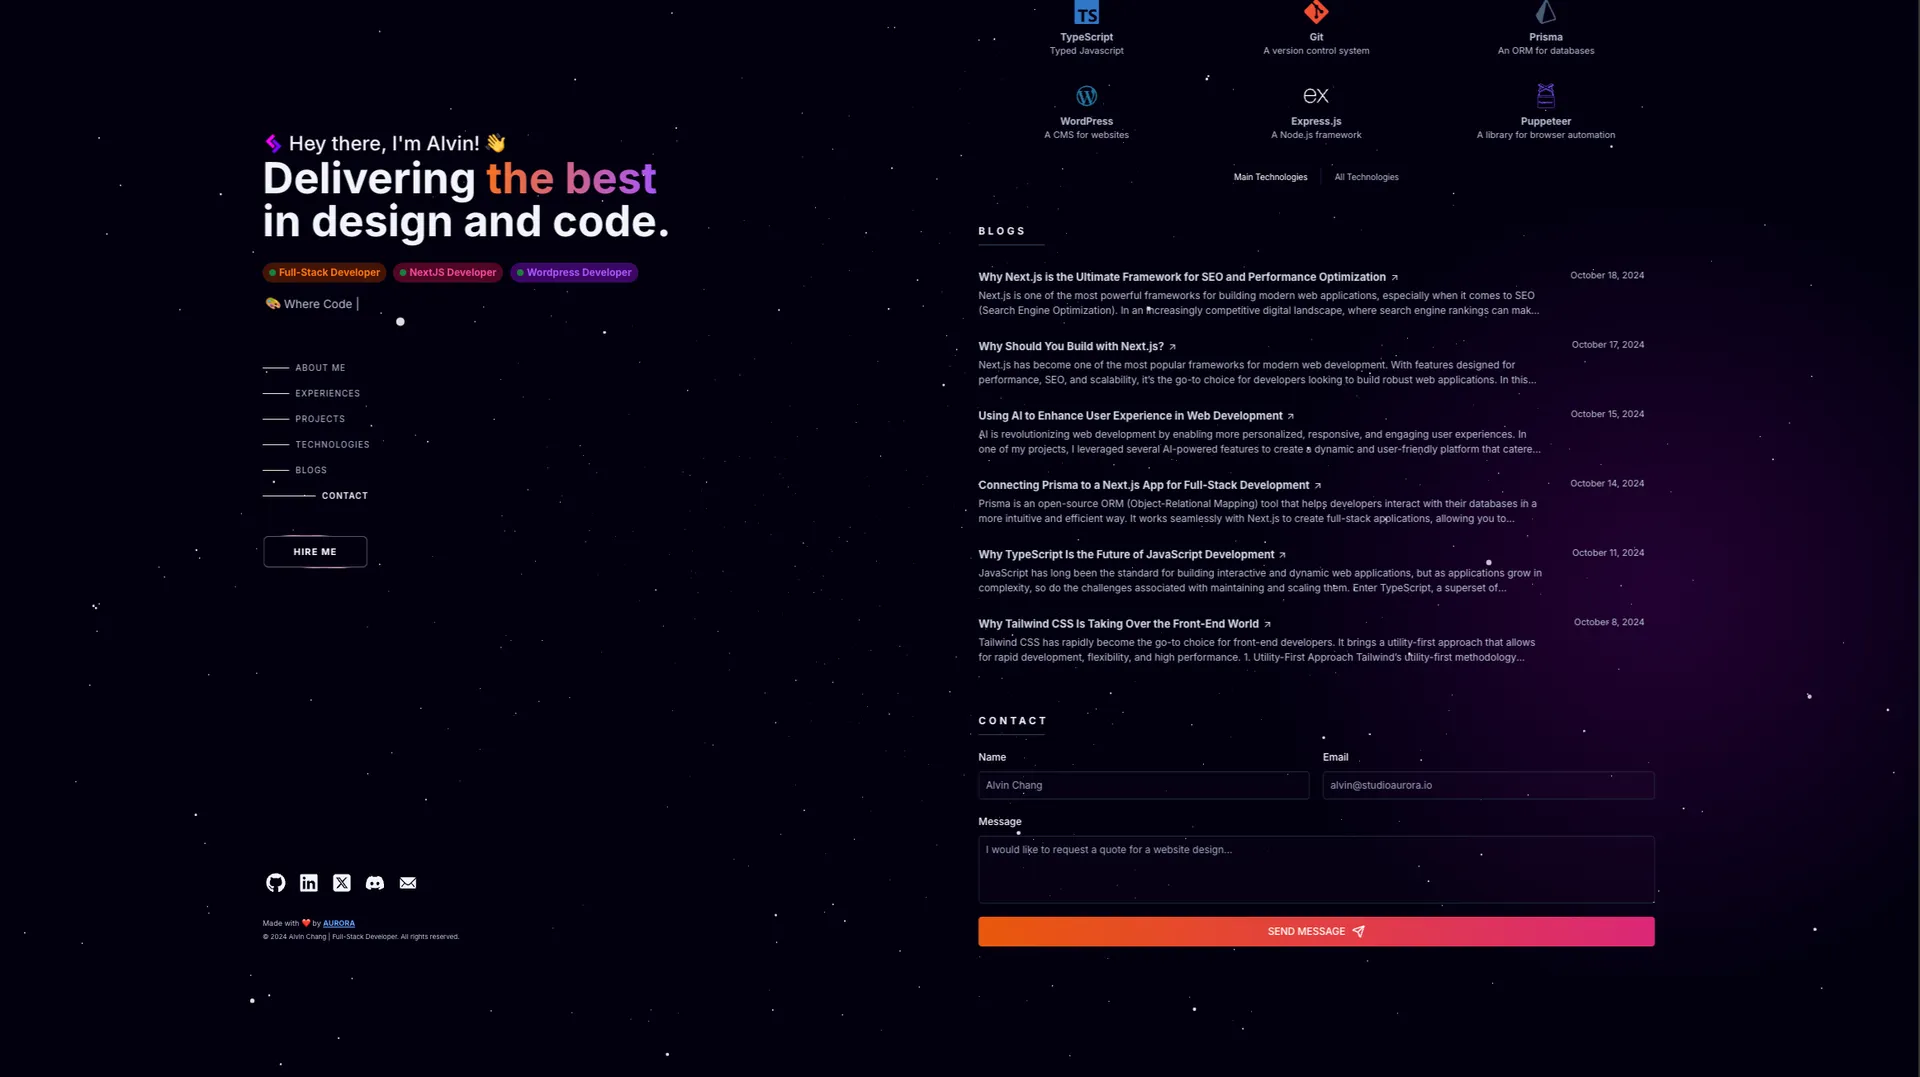 Hey there, I'm Alvin! 👋
Delivering the best
in design and code.
Full-Stack Developer
NextJS Developer
Wordpress Developer
🎨 Where Code |
ABOUT ME
EXPERIENCES
PROJECTS
TECHNOLOGIES
BLOGS
CONTACT
HIRE ME
Made with ❤️ by AURORA
© 2024 Alvin Chang | Full-Stack Developer. All rights reserved.
TS
TypeScript
Typed Javascript
Git
A version control system
Prisma
An ORM for databases
WordPress
A CMS for websites
ex
Express.js
A Node.js framework
Puppeteer
A library for browser automation
Main Technologies
All Technologies
BLOGS
Why Next.js is the Ultimate Framework for SEO and Performance Optimization ↗
October 18, 2024
Next.js is one of the most powerful frameworks for building modern web applications, especially when it comes to SEO
(Search Engine Optimization). In an increasingly competitive digital landscape, where search engine rankings can mak...
Why Should You Build with Next.js? ↗
October 17, 2024
Next.js has become one of the most popular frameworks for modern web development. With features designed for
performance, SEO, and scalability, it's the go-to choice for developers looking to build robust web applications. In this...
Using AI to Enhance User Experience in Web Development ↗
October 15, 2024
AI is revolutionizing web development by enabling more personalized, responsive, and engaging user experiences. In
one of my projects, I leveraged several AI-powered features to create a dynamic and user-friendly platform that catere...
Connecting Prisma to a Next.js App for Full-Stack Development ↗
October 14, 2024
Prisma is an open-source ORM (Object-Relational Mapping) tool that helps developers interact with their databases in a
more intuitive and efficient way. It works seamlessly with Next.js to create full-stack applications, allowing you to...
Why TypeScript Is the Future of JavaScript Development ↗
October 11, 2024
JavaScript has long been the standard for building interactive and dynamic web applications, but as applications grow in
complexity, so do the challenges associated with maintaining and scaling them. Enter TypeScript, a superset of...
Why Tailwind CSS Is Taking Over the Front-End World ↗
October 8, 2024
Tailwind CSS has rapidly become the go-to choice for front-end developers. It brings a utility-first approach that allows
for rapid development, flexibility, and high performance. 1. Utility-First Approach Tailwind's utility-first methodology...
CONTACT
Name
Email
Alvin Chang
alvin@studioaurora.io
Message
I would like to request a quote for a website design...
SEND MESSAGE